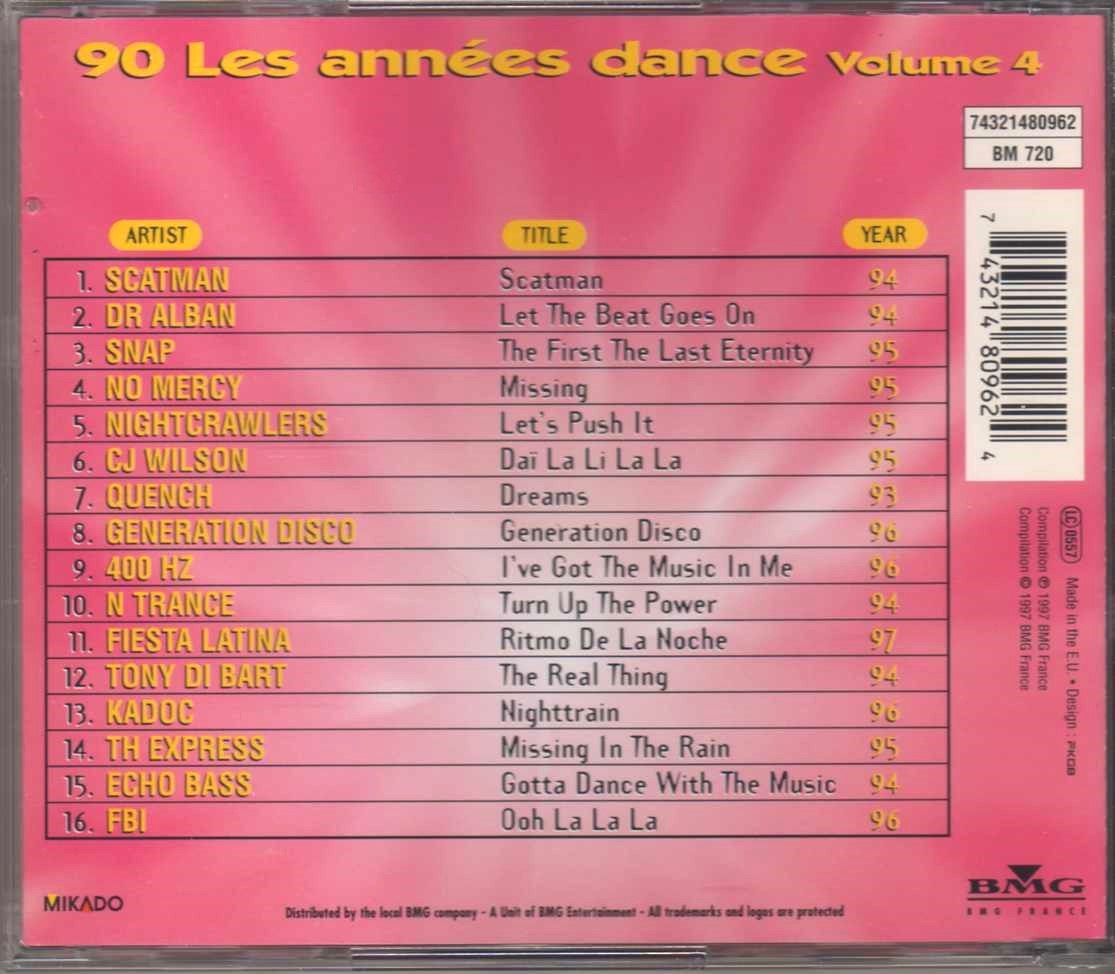 90 Les années dance Volume 4
74321480962
BM 720
ARTIST TITLE YEAR
1. SCATMAN Scatman 94
2. DR ALBAN Let The Beat Goes On 94
3. SNAP The First The Last Eternity 95
4. NO MERCY Missing 95
5. NIGHTCRAWLERS Let's Push It 95
6. CJ WILSON Daï La Li La La 95
7. QUENCH Dreams 93
8. GENERATION DISCO Generation Disco 96
9. 400 HZ I've Got The Music In Me 96
10. N TRANCE Turn Up The Power 94
11. FIESTA LATINA Ritmo De La Noche 97
12. TONY DI BART The Real Thing 94
13. KADOC Nighttrain 96
14. TH EXPRESS Missing In The Rain 95
15. ECHO BASS Gotta Dance With The Music 94
16. FBI Ooh La La La 96
7 43214 80962 4
LC 0557 Made in the E.U. • Design : PKGB
Compilation ℗ 1997 BMG France
Compilation © 1997 BMG France
MIKADO
Distributed by the local BMG company - A Unit of BMG Entertainment - All trademarks and logos are protected
BMG
BMG FRANCE